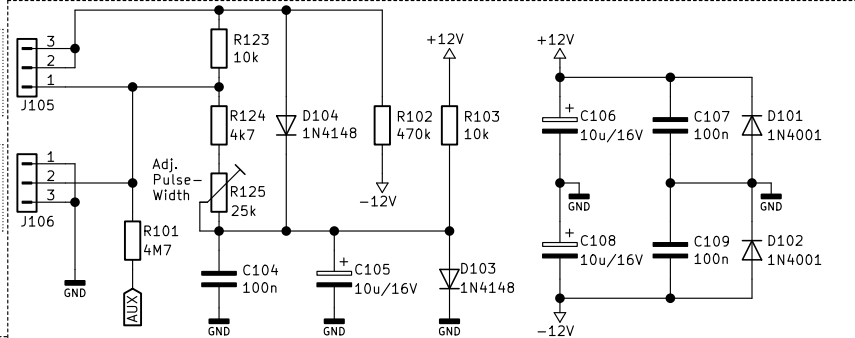 3
2
1
J105
R123
10k
R124
4k7
Adj.
Pulse-
Width
R125
25k
D104
1N4148
R102
470k
-12V
+12V
R103
10k
1
2
3
J106
R101
4M7
GND
AUX
C104
100n
GND
+
C105
10u/16V
GND
D103
1N4148
GND
+12V
+
C106
10u/16V
C107
100n
D101
1N4001
GND
GND
+
C108
10u/16V
C109
100n
D102
1N4001
-12V